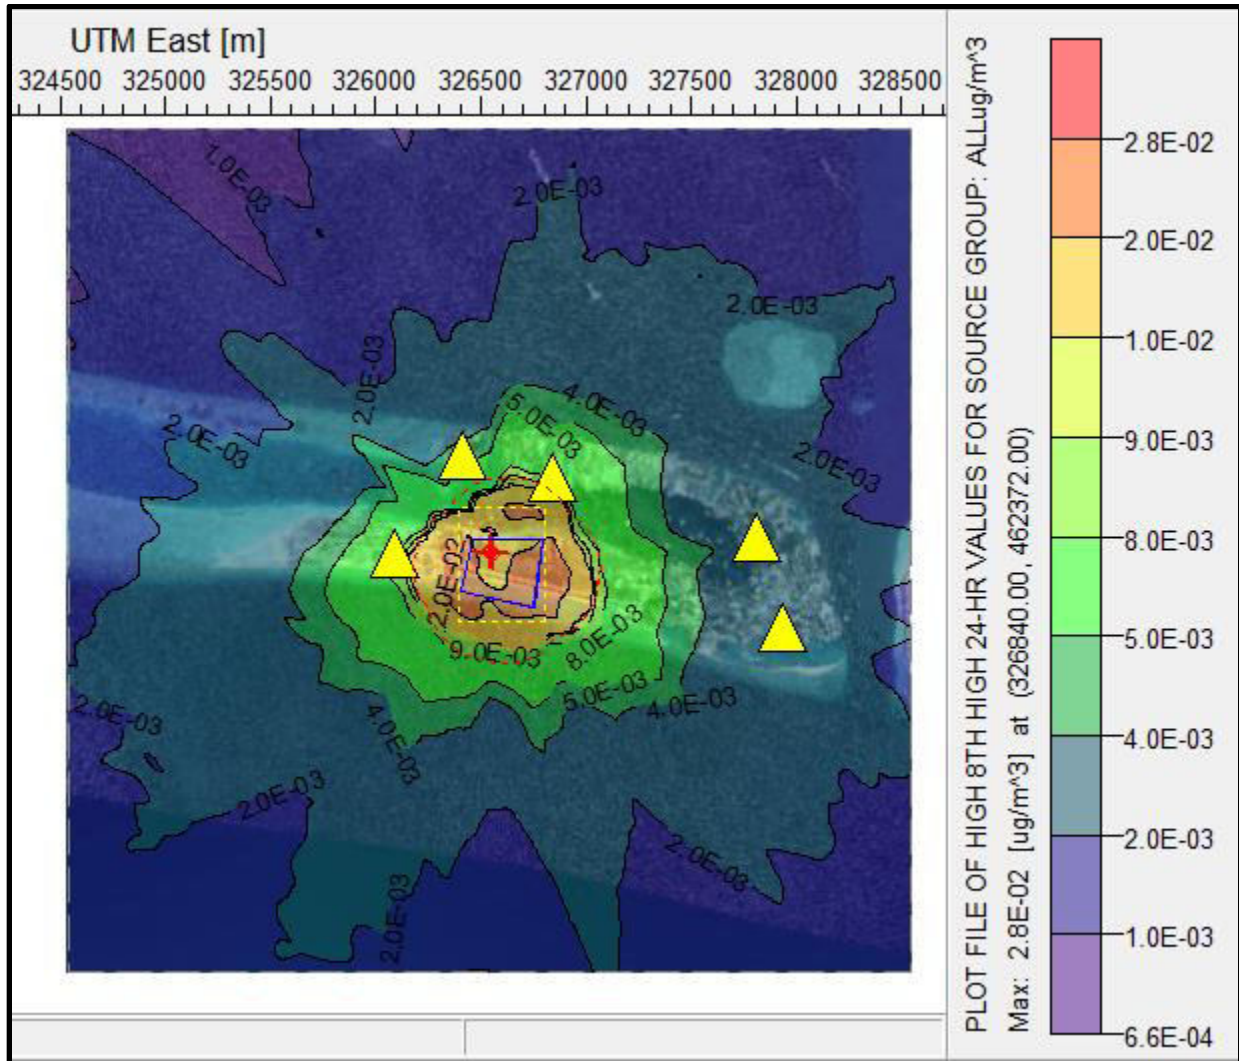 UTM East [m]
324500 325000 325500 326000 326500 327000 327500 328000 328500
1.0E-03
2.0E-03
2.0E-03
2.0E-03
4.0E-03
5.0E-03
2.0E-03
2.0E-03
2.0E-02
8.0E-03
9.0E-03
5.0E-03
4.0E-03
2.0E-03
4.0E-03
2.0E-03
2.0E-03
2.0E-03
PLOT FILE OF HIGH 8TH HIGH 24-HR VALUES FOR SOURCE GROUP: ALLug/m^3
Max: 2.8E-02 [ug/m^3] at (326840.00, 462372.00)
2.8E-02
2.0E-02
1.0E-02
9.0E-03
8.0E-03
5.0E-03
4.0E-03
2.0E-03
1.0E-03
6.6E-04